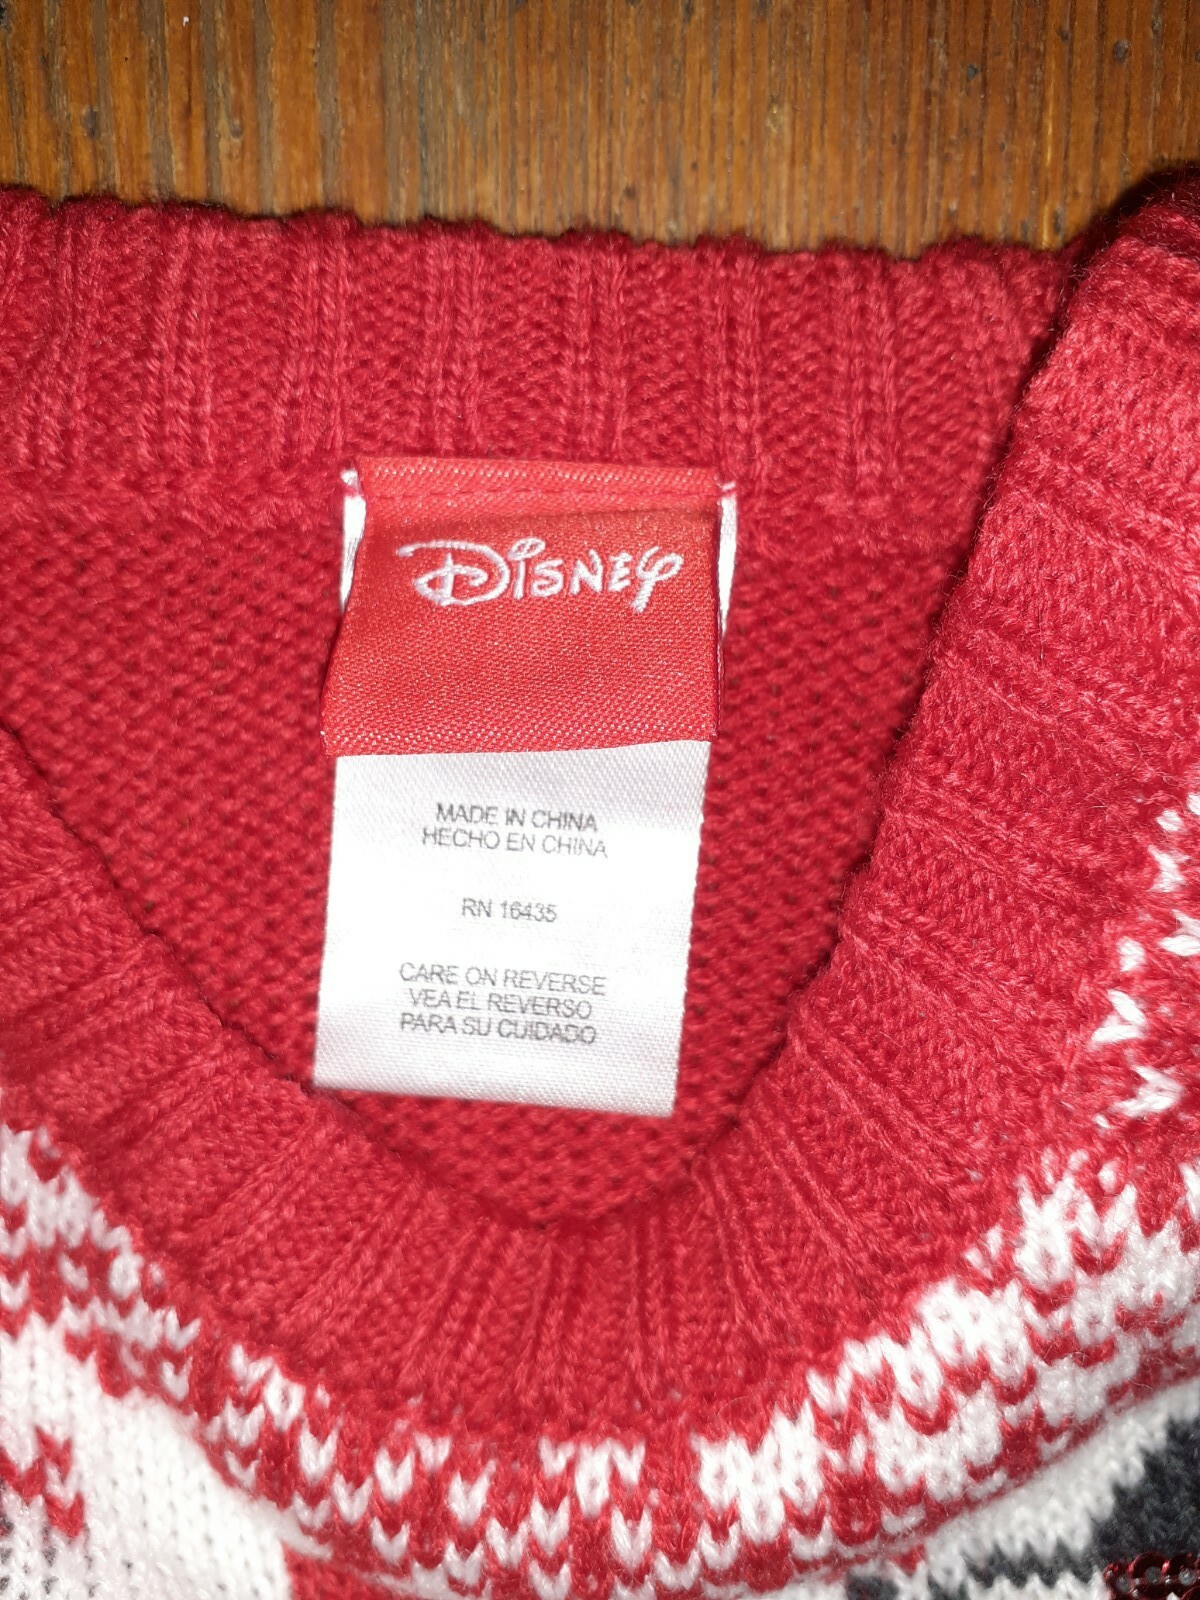 Disney
MADE IN CHINA
HECHO EN CHINA
RN 16435
CARE ON REVERSE
VEA EL REVERSO
PARA SU CUIDADO